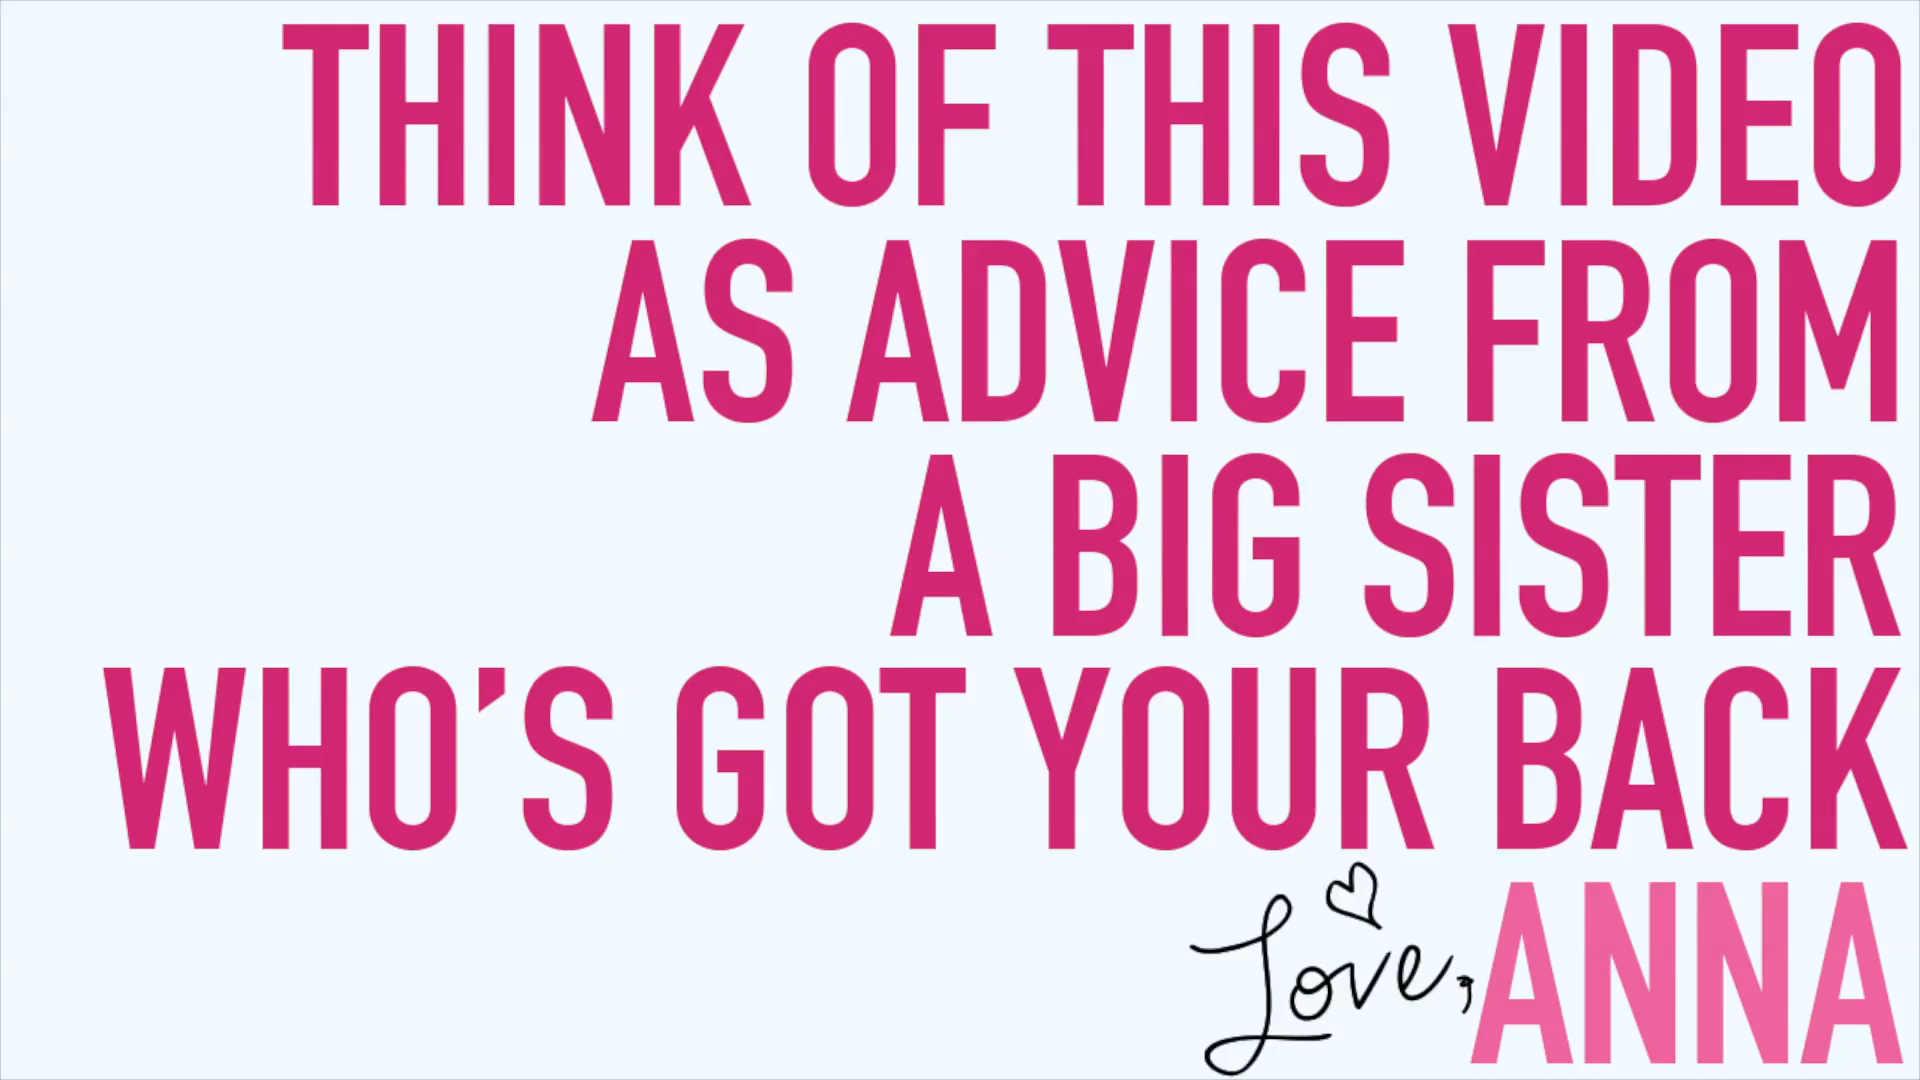 THINK OF THIS VIDEO
AS ADVICE FROM
A BIG SISTER
WHO'S GOT YOUR BACK
Love, ANNA